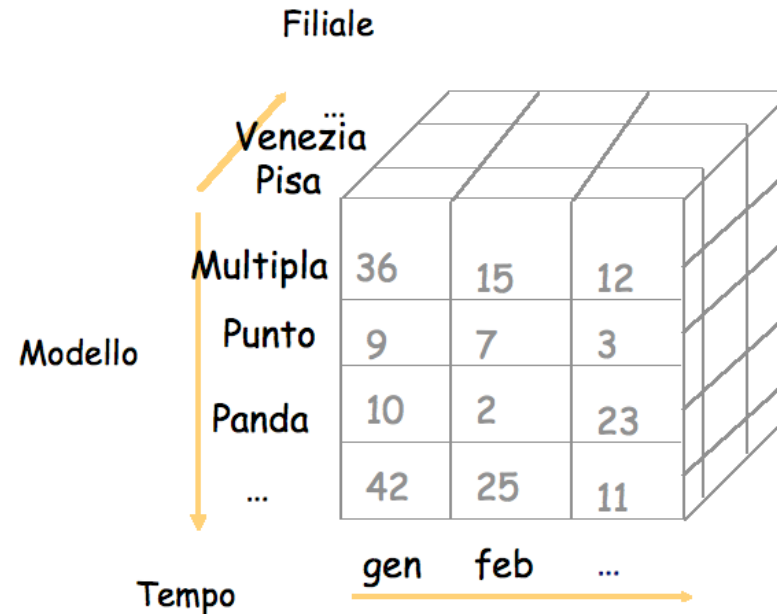 Filiale
...
Venezia
Pisa
Multipla 36 15 12
Punto 9 7 3
Modello
Panda 10 2 23
... 42 25 11
gen feb ...
Tempo